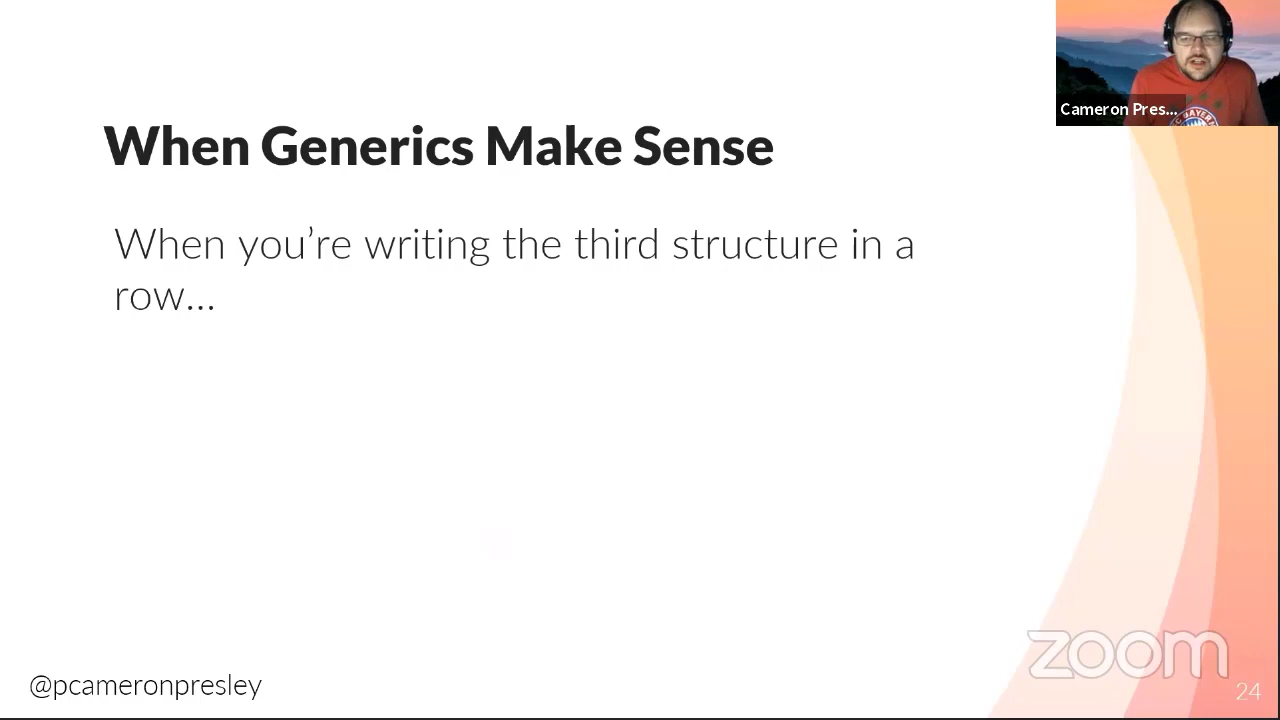 Cameron Pres...
When Generics Make Sense
When you’re writing the third structure in a
row...
zoom
@pcameronpresley
24